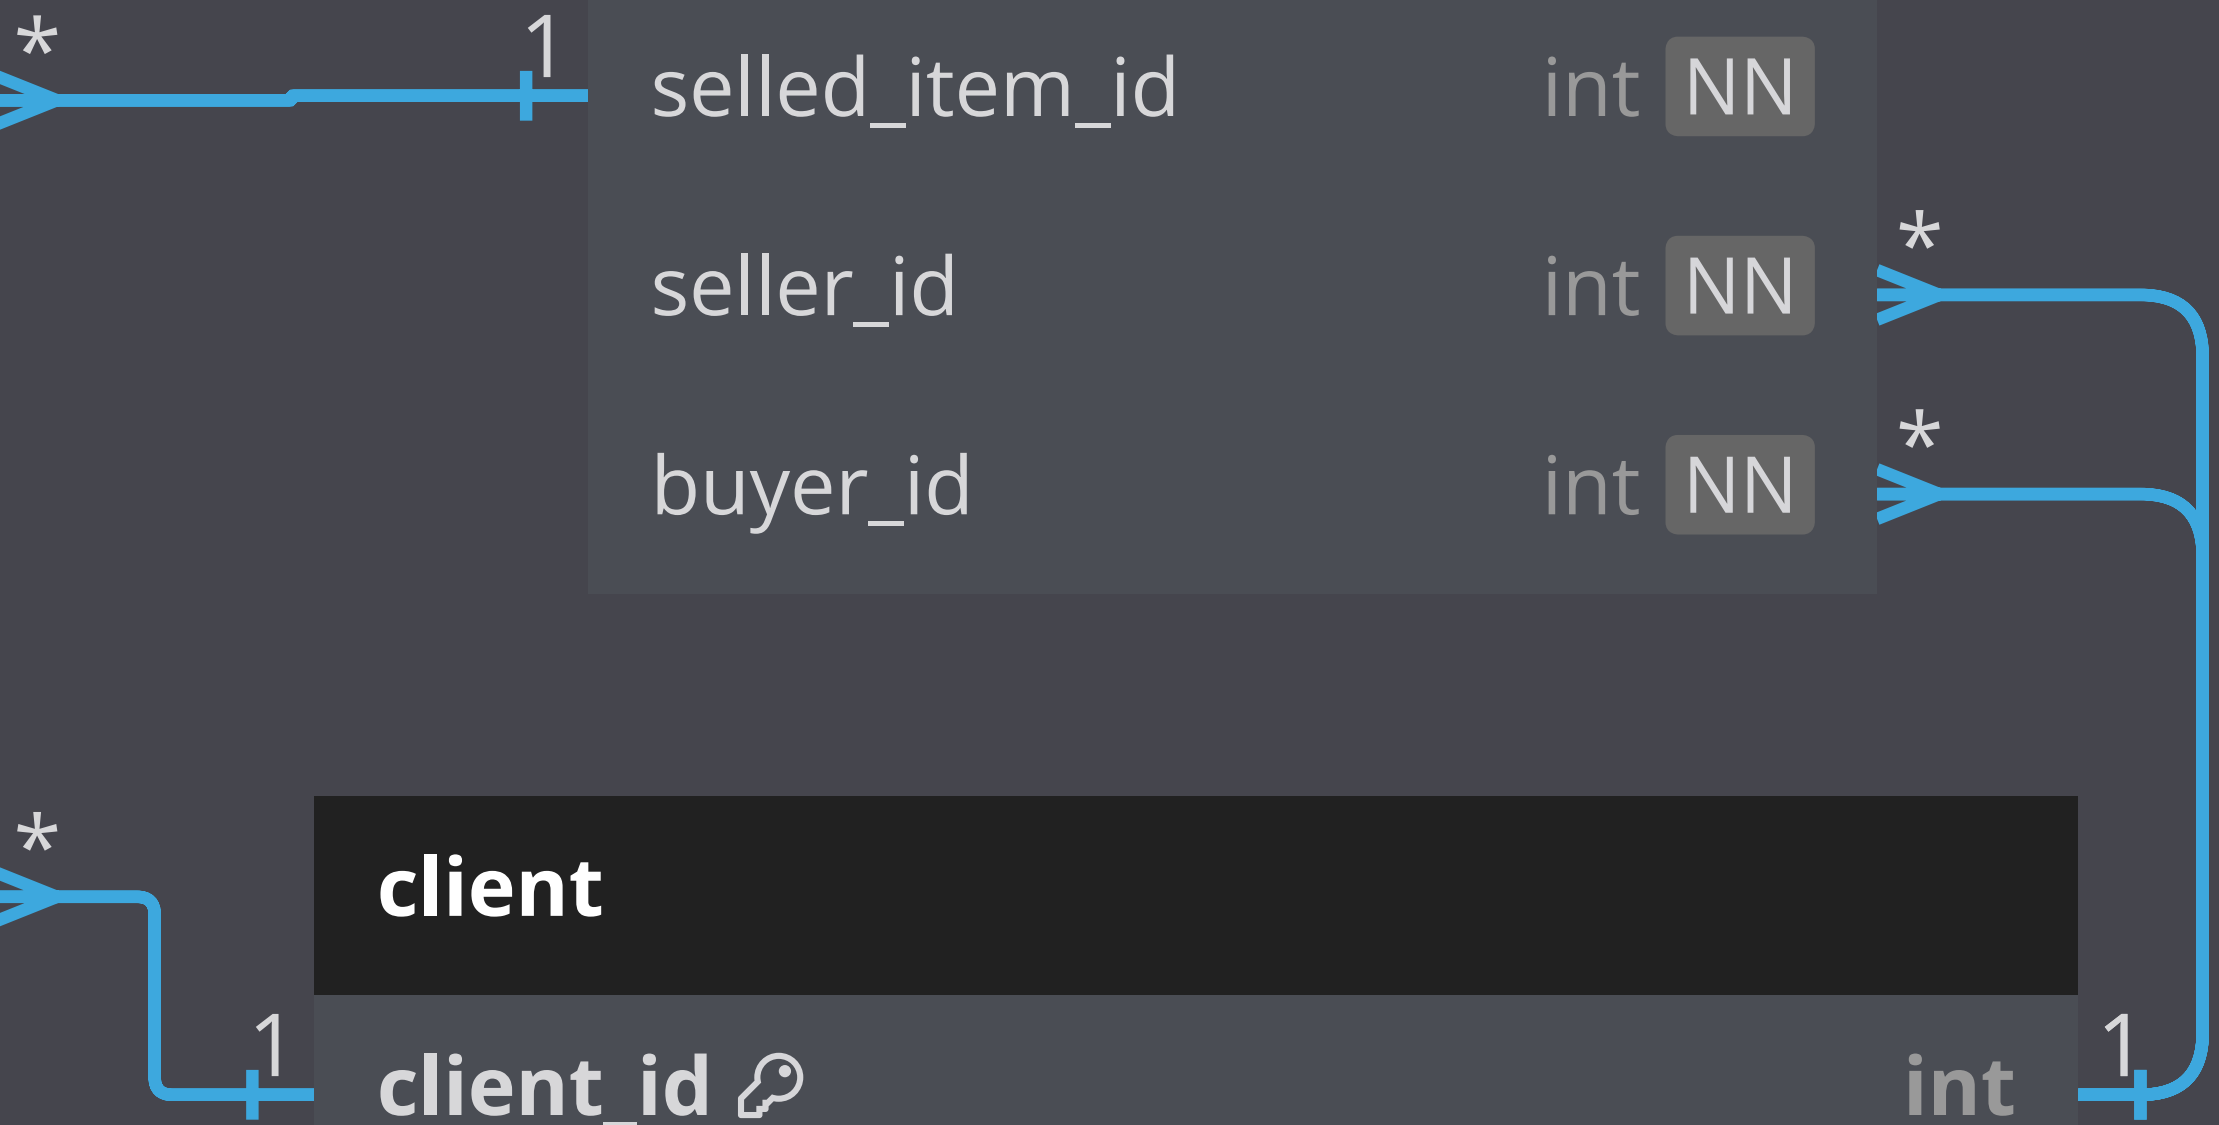 * 1 selled_item_id int NN
seller_id int NN *
buyer_id int NN *
* client
1 client_id int 1